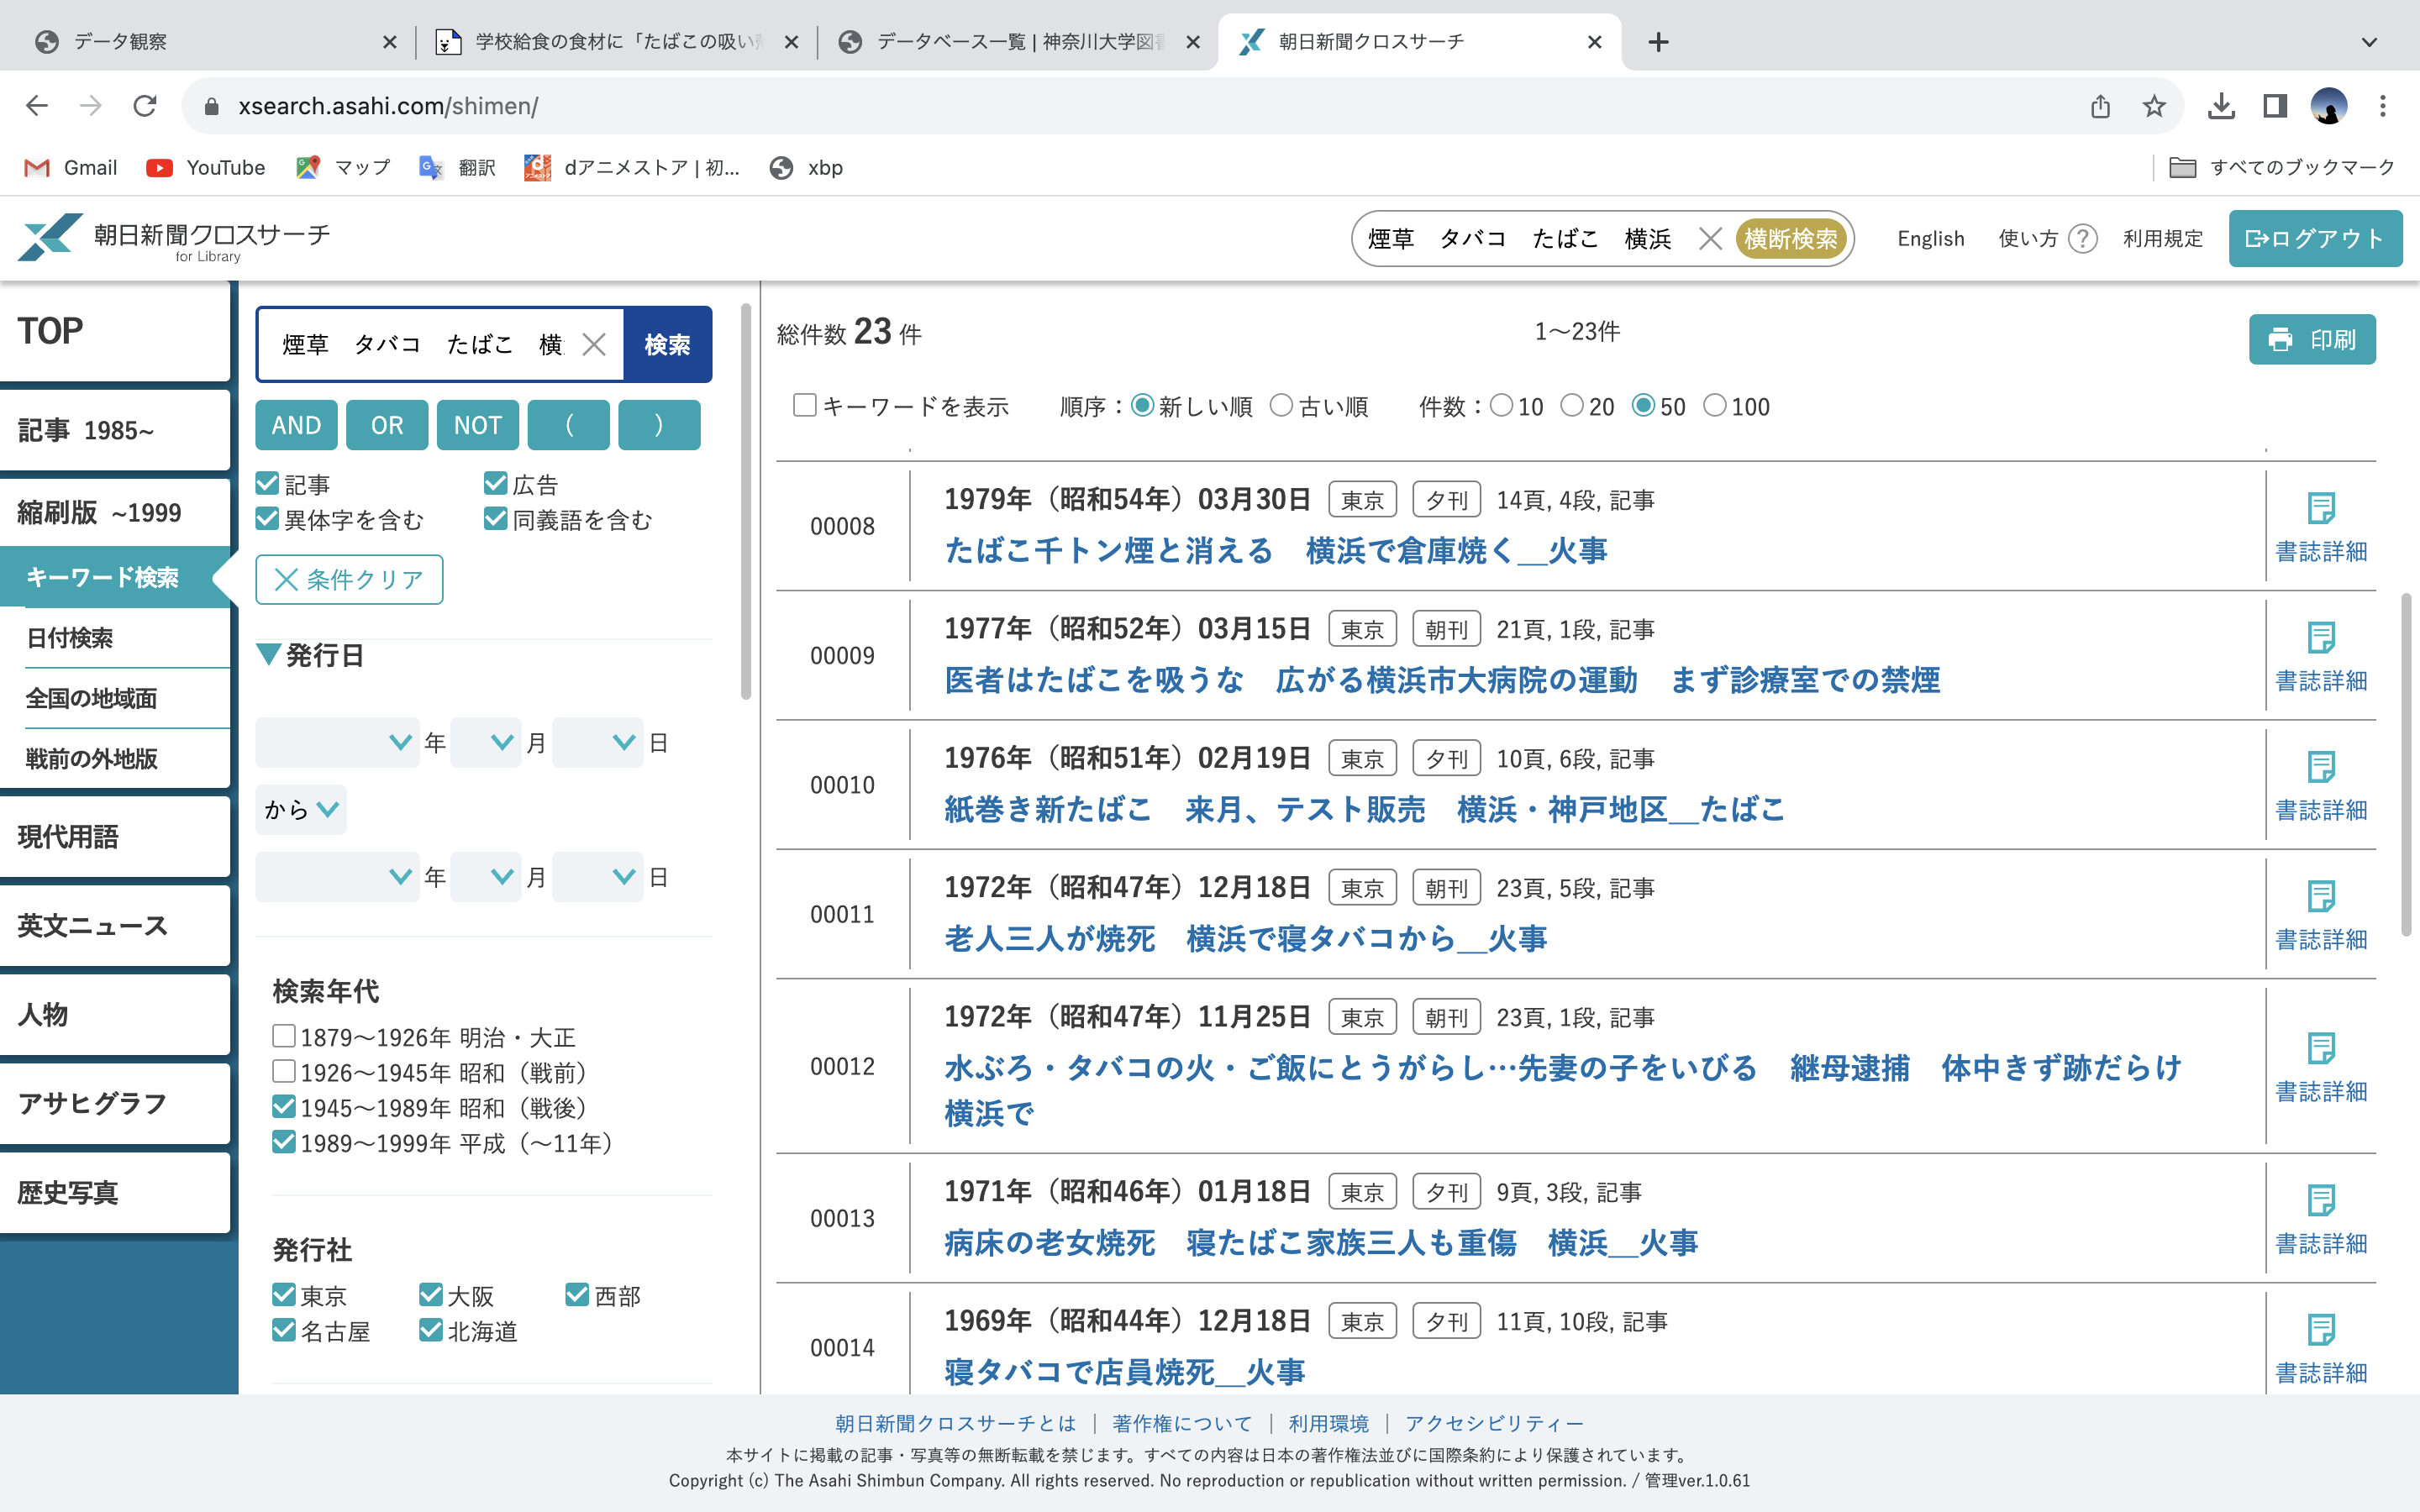 データ観察
学校給食の食材に「たばこの吸い
データベース一覧 | 神奈川大学図
朝日新聞クロスサーチ
xsearch.asahi.com/shimen/
Gmail
YouTube
マップ
翻訳
dアニメストア | 初...
xbp
すべてのブックマーク
朝日新聞クロスサーチ
for Library
煙草　タバコ　たばこ　横浜
横断検索
English
使い方
利用規定
ログアウト
TOP
記事 1985~
縮刷版 ~1999
キーワード検索
日付検索
全国の地域面
戦前の外地版
現代用語
英文ニュース
人物
アサヒグラフ
歴史写真
煙草　タバコ　たばこ　横
検索
AND OR NOT ( )
記事 広告
異体字を含む 同義語を含む
条件クリア
▼発行日
年 月 日
から
年 月 日
検索年代
1879〜1926年 明治・大正
1926〜1945年 昭和（戦前）
1945〜1989年 昭和（戦後）
1989〜1999年 平成（〜11年）
発行社
東京 大阪 西部
名古屋 北海道
総件数 23 件
1〜23件
印刷
キーワードを表示 順序：新しい順 古い順 件数：10 20 50 100
00008
1979年（昭和54年）03月30日 東京 夕刊 14頁, 4段, 記事
たばこ千トン煙と消える　横浜で倉庫焼く__火事
書誌詳細
00009
1977年（昭和52年）03月15日 東京 朝刊 21頁, 1段, 記事
医者はたばこを吸うな　広がる横浜市大病院の運動　まず診療室での禁煙
書誌詳細
00010
1976年（昭和51年）02月19日 東京 夕刊 10頁, 6段, 記事
紙巻き新たばこ　来月、テスト販売　横浜・神戸地区__たばこ
書誌詳細
00011
1972年（昭和47年）12月18日 東京 朝刊 23頁, 5段, 記事
老人三人が焼死　横浜で寝タバコから__火事
書誌詳細
00012
1972年（昭和47年）11月25日 東京 朝刊 23頁, 1段, 記事
水ぶろ・タバコの火・ご飯にとうがらし…先妻の子をいびる　継母逮捕　体中きず跡だらけ
横浜で
書誌詳細
00013
1971年（昭和46年）01月18日 東京 夕刊 9頁, 3段, 記事
病床の老女焼死　寝たばこ家族三人も重傷　横浜__火事
書誌詳細
00014
1969年（昭和44年）12月18日 東京 夕刊 11頁, 10段, 記事
寝タバコで店員焼死__火事
書誌詳細
朝日新聞クロスサーチとは | 著作権について | 利用環境 | アクセシビリティー
本サイトに掲載の記事・写真等の無断転載を禁じます。すべての内容は日本の著作権法並びに国際条約により保護されています。
Copyright (c) The Asahi Shimbun Company. All rights reserved. No reproduction or republication without written permission. / 管理ver.1.0.61